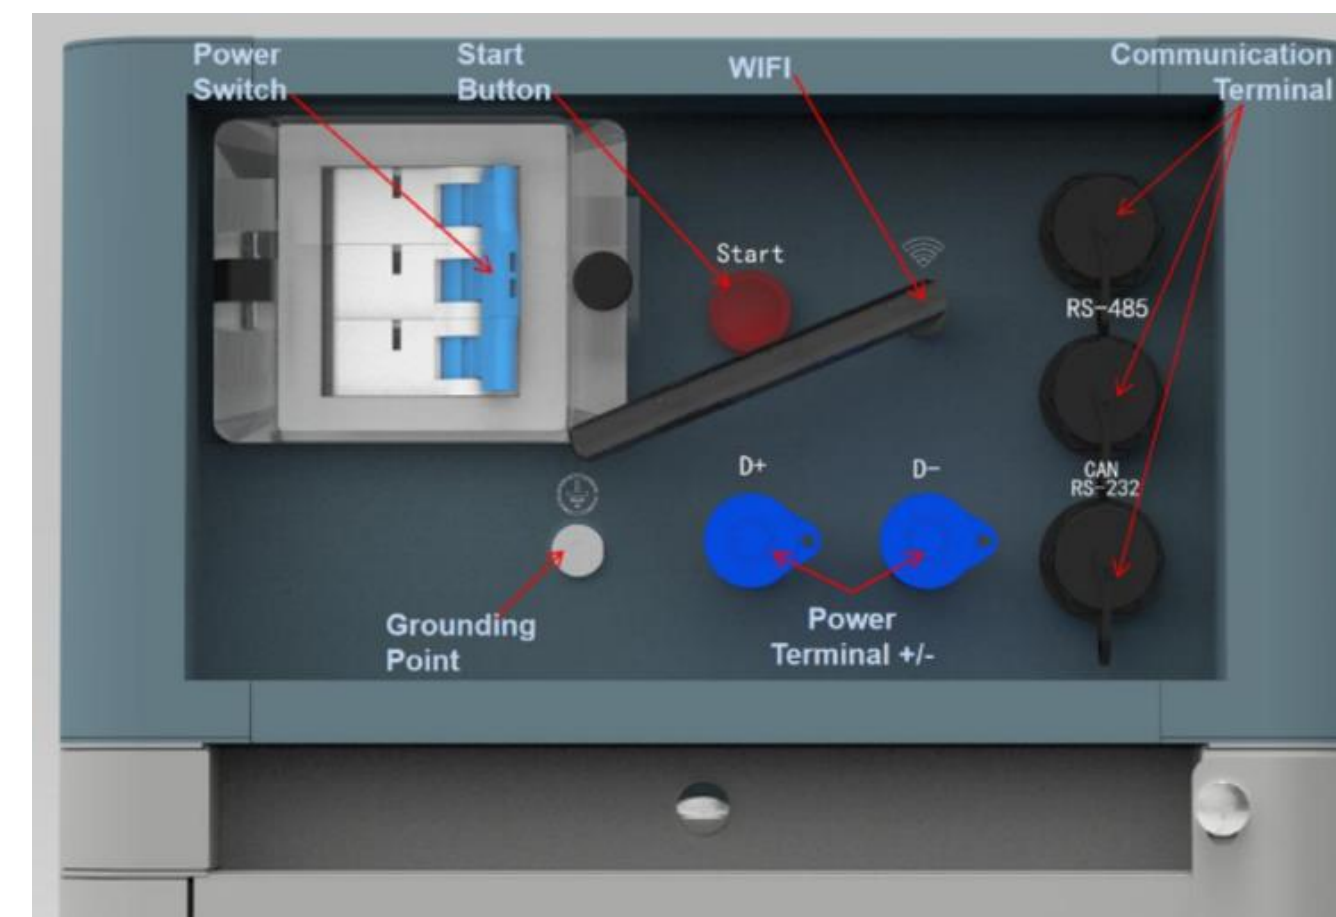 Power
Switch
Start
Button
WIFI
Communication
Terminal
Start
RS-485
D+
D-
CAN
RS-232
Grounding
Point
Power
Terminal +/-